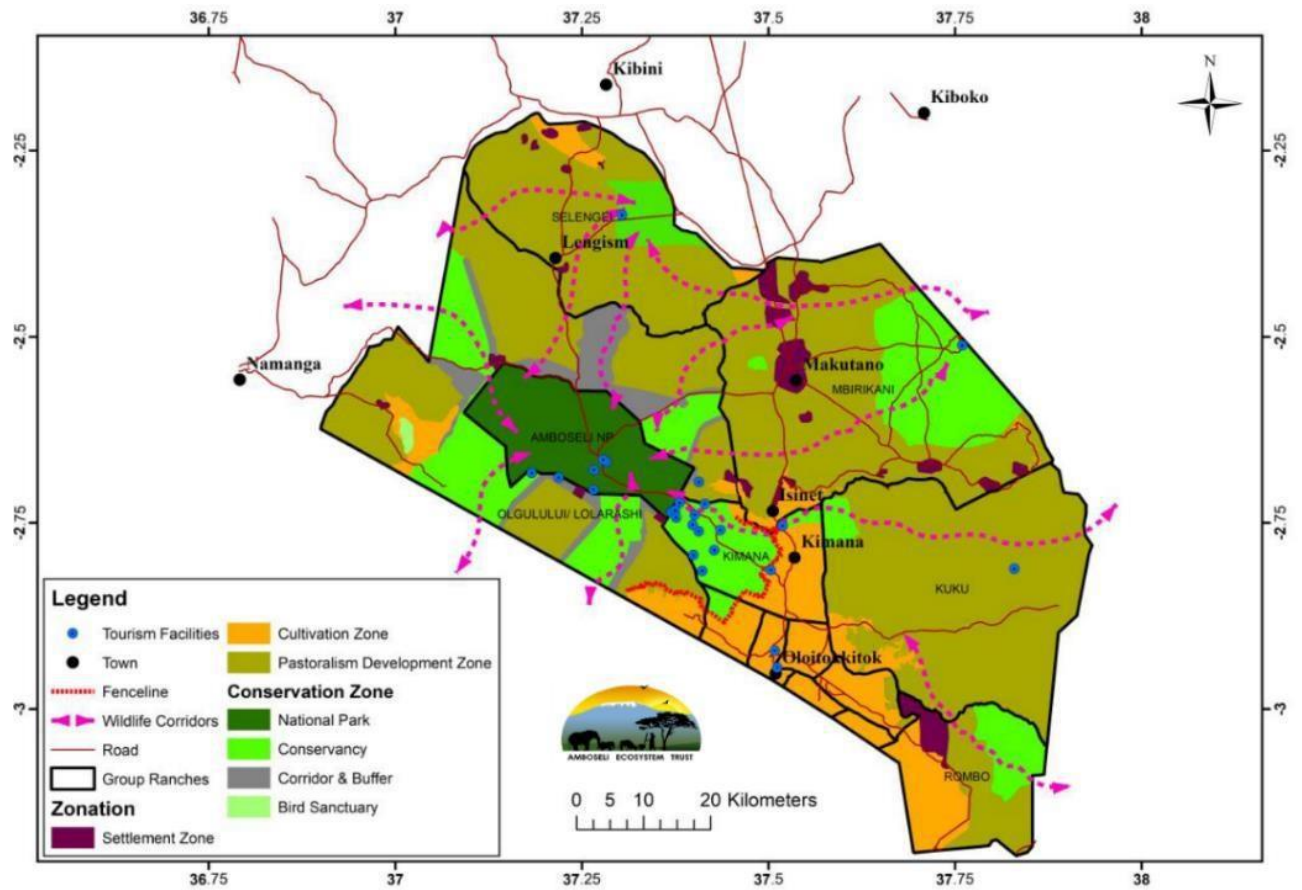 36.75 37 37.25 37.5 37.75 38
N
Kibini
Kiboko
-2.25 -2.25
SELENGEI
Lengism
-2.5 -2.5
Namanga
Makutano
MBIRIKANI
AMBOSELI NP
Isinet
OLGULULUI/ LOLARASHI
-2.75 -2.75
KIMANA
Kimana
KUKU
Oloitokkitok
-3 -3
ROMBO
Legend
Tourism Facilities
Town
Fenceline
Wildlife Corridors
Road
Group Ranches
Zonation
Settlement Zone
Cultivation Zone
Pastoralism Development Zone
Conservation Zone
National Park
Conservancy
Corridor & Buffer
Bird Sanctuary
AMBOSELI ECOSYSTEM TRUST
0 5 10 20 Kilometers
36.75 37 37.25 37.5 37.75 38